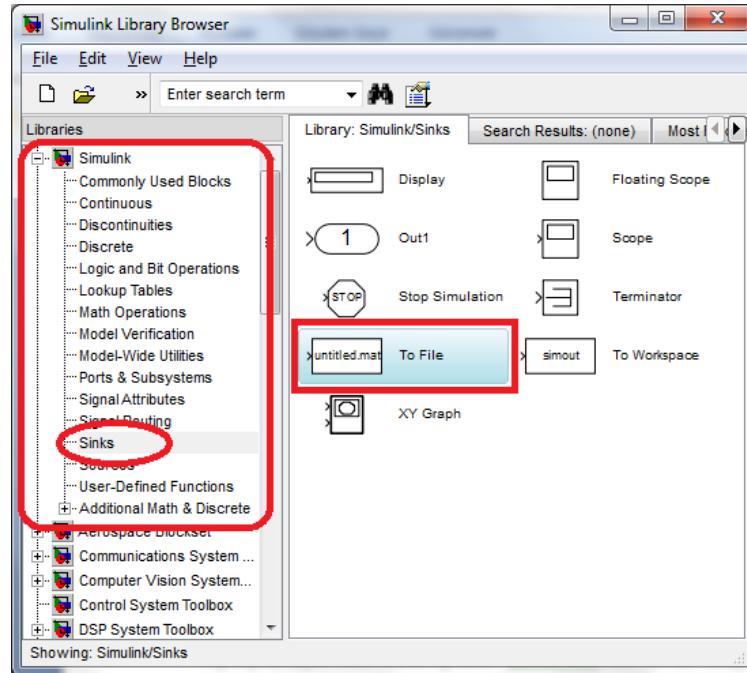 Simulink Library Browser
File Edit View Help
» Enter search term
Libraries
Library: Simulink/Sinks Search Results: (none) Most
Simulink
Commonly Used Blocks
Continuous
Discontinuities
Discrete
Logic and Bit Operations
Lookup Tables
Math Operations
Model Verification
Model-Wide Utilities
Ports & Subsystems
Signal Attributes
Signal Routing
Sinks
Sources
User-Defined Functions
Additional Math & Discrete
Aerospace Blockset
Communications System ...
Computer Vision System...
Control System Toolbox
DSP System Toolbox
Display
Floating Scope
1 Out1
Scope
STOP Stop Simulation
Terminator
untitled.mat To File
simout To Workspace
XY Graph
Showing: Simulink/Sinks